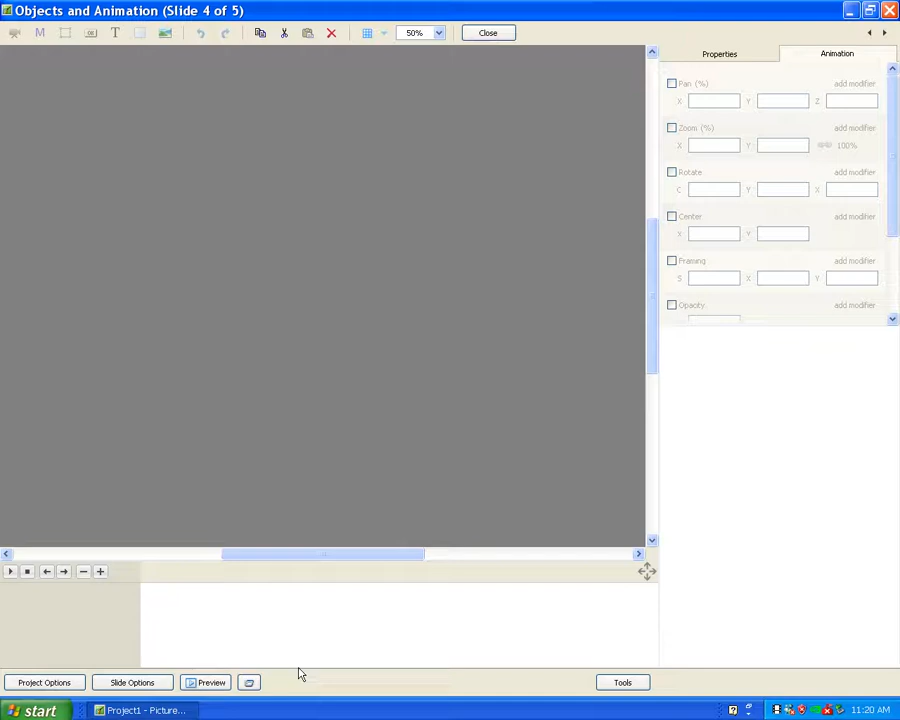 Objects and Animation (Slide 4 of 5)
M OK T 50% Close
Properties Animation
Pan (%) add modifier
X Y Z
Zoom (%) add modifier
X Y 100%
Rotate add modifier
C Y X
Center add modifier
X Y
Framing add modifier
S X Y
Opacity add modifier
Project Options Slide Options Preview Tools
start Project1 - Picture... 11:20 AM